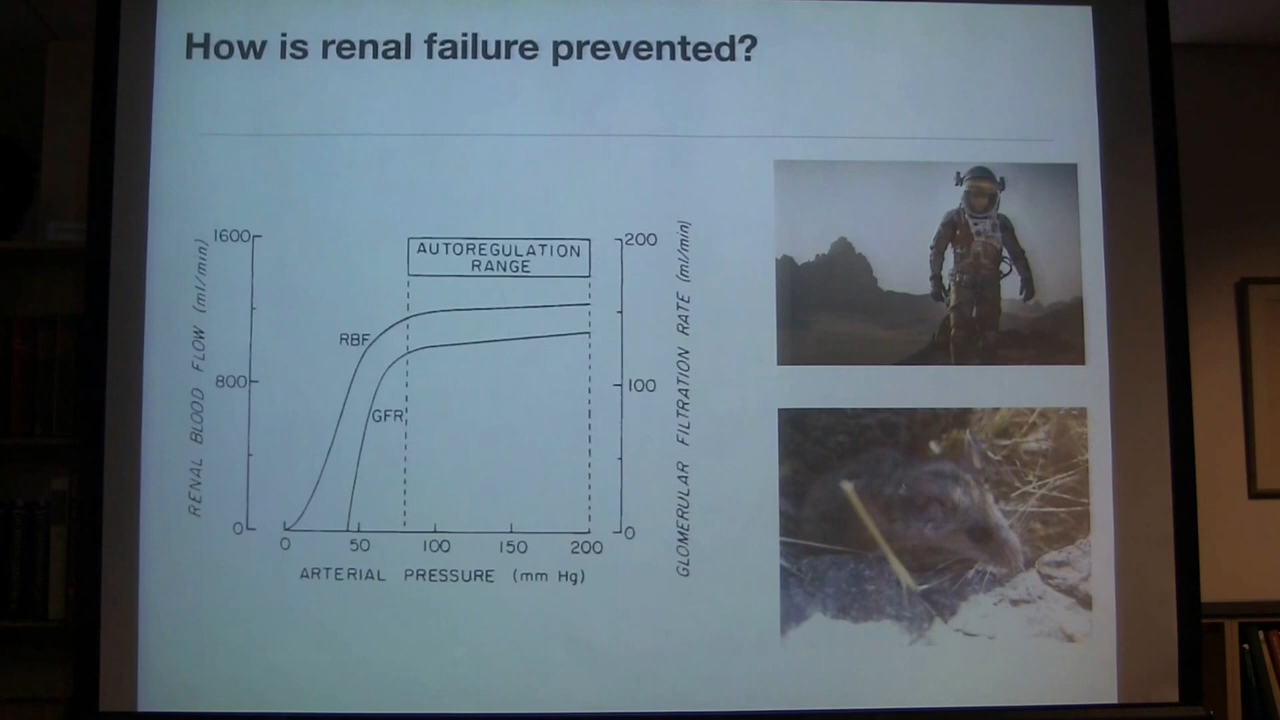 How is renal failure prevented?
1600
800
0
RENAL BLOOD FLOW (ml/min)
AUTOREGULATION
RANGE
RBF
GFR
200
100
0
GLOMERULAR FILTRATION RATE (ml/min)
0 50 100 150 200
ARTERIAL PRESSURE (mm Hg)